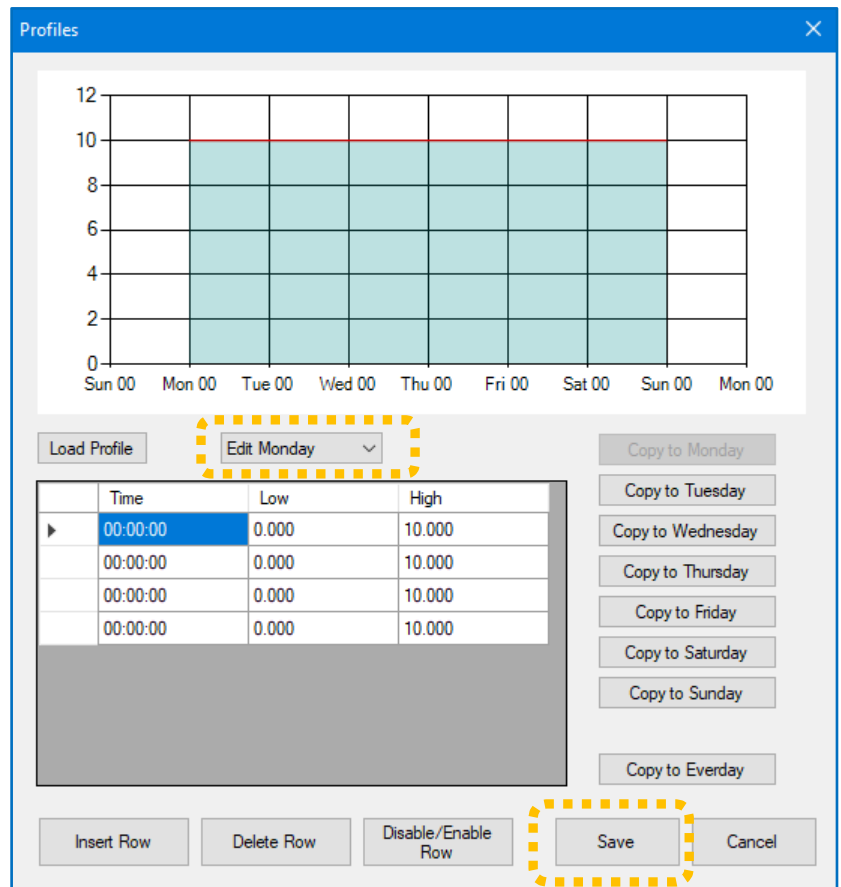 Profiles
12
10
8
6
4
2
0
Sun 00 Mon 00 Tue 00 Wed 00 Thu 00 Fri 00 Sat 00 Sun 00 Mon 00
Load Profile
Edit Monday
Time Low High
00:00:00 0.000 10.000
00:00:00 0.000 10.000
00:00:00 0.000 10.000
00:00:00 0.000 10.000
Copy to Monday
Copy to Tuesday
Copy to Wednesday
Copy to Thursday
Copy to Friday
Copy to Saturday
Copy to Sunday
Copy to Everday
Insert Row
Delete Row
Disable/Enable
Row
Save
Cancel